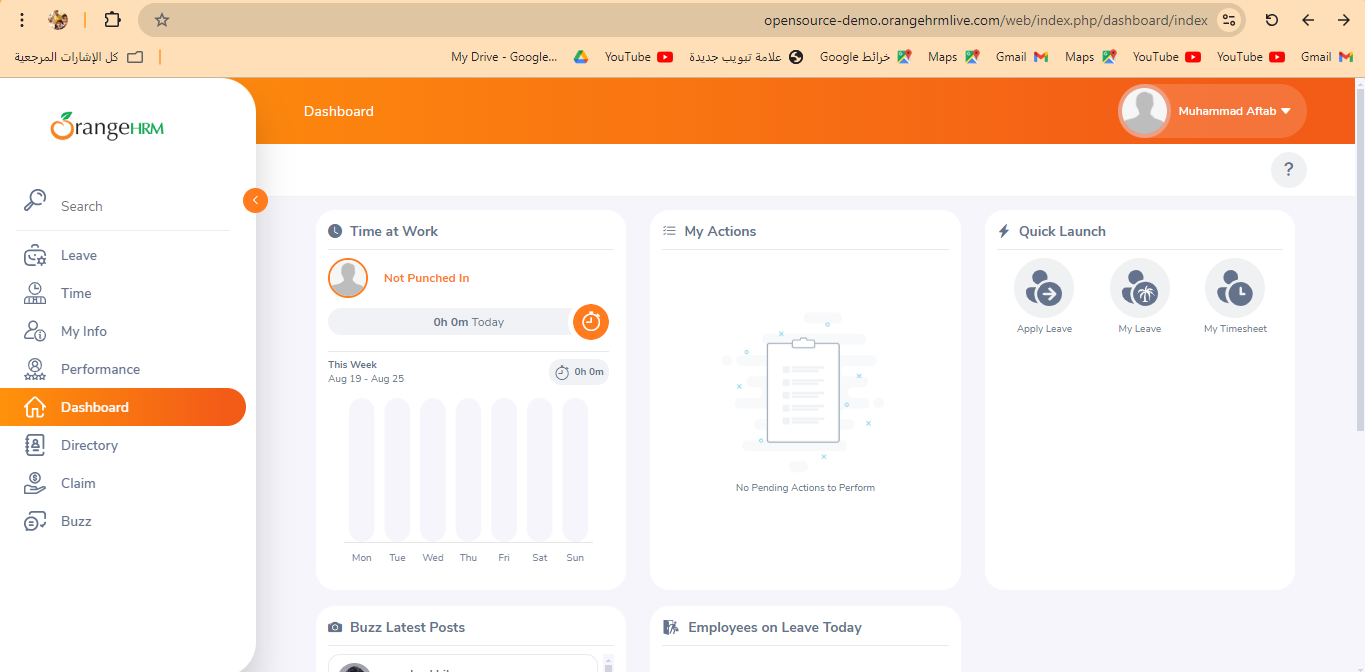 opensource-demo.orangehrmlive.com/web/index.php/dashboard/index
كل الإشارات المرجعية
My Drive - Google...
YouTube
علامة تبويب جديدة
خرائط Google
Maps
Gmail
Maps
YouTube
YouTube
Gmail
OrangeHRM
Dashboard
Muhammad Aftab
?
Search
Leave
Time
My Info
Performance
Dashboard
Directory
Claim
Buzz
Time at Work
Not Punched In
0h 0m Today
This Week
Aug 19 - Aug 25
0h 0m
Mon Tue Wed Thu Fri Sat Sun
My Actions
No Pending Actions to Perform
Quick Launch
Apply Leave
My Leave
My Timesheet
Buzz Latest Posts
Employees on Leave Today